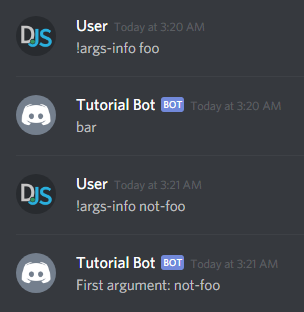 User Today at 3:20 AM
!args-info foo
Tutorial Bot BOT Today at 3:20 AM
bar
User Today at 3:21 AM
!args-info not-foo
Tutorial Bot BOT Today at 3:21 AM
First argument: not-foo